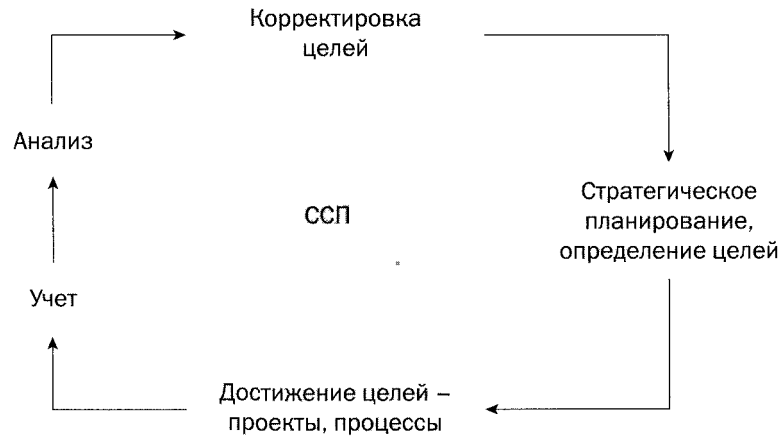 Корректировка
целей
Анализ
Стратегическое
планирование,
определение целей
ССП
Учет
Достижение целей –
проекты, процессы